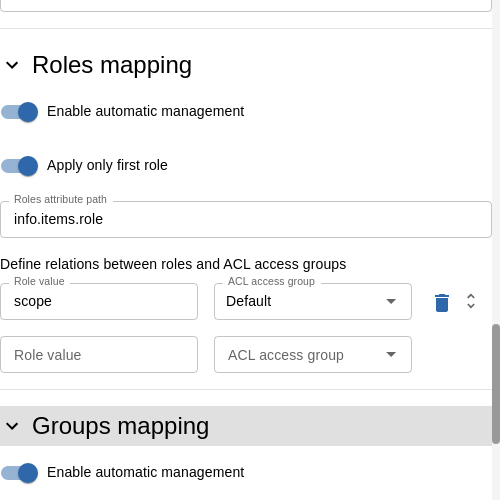 Roles mapping
Enable automatic management
Apply only first role
Roles attribute path
info.items.role
Define relations between roles and ACL access groups
Role value ACL access group
scope Default
Role value ACL access group
Groups mapping
Enable automatic management